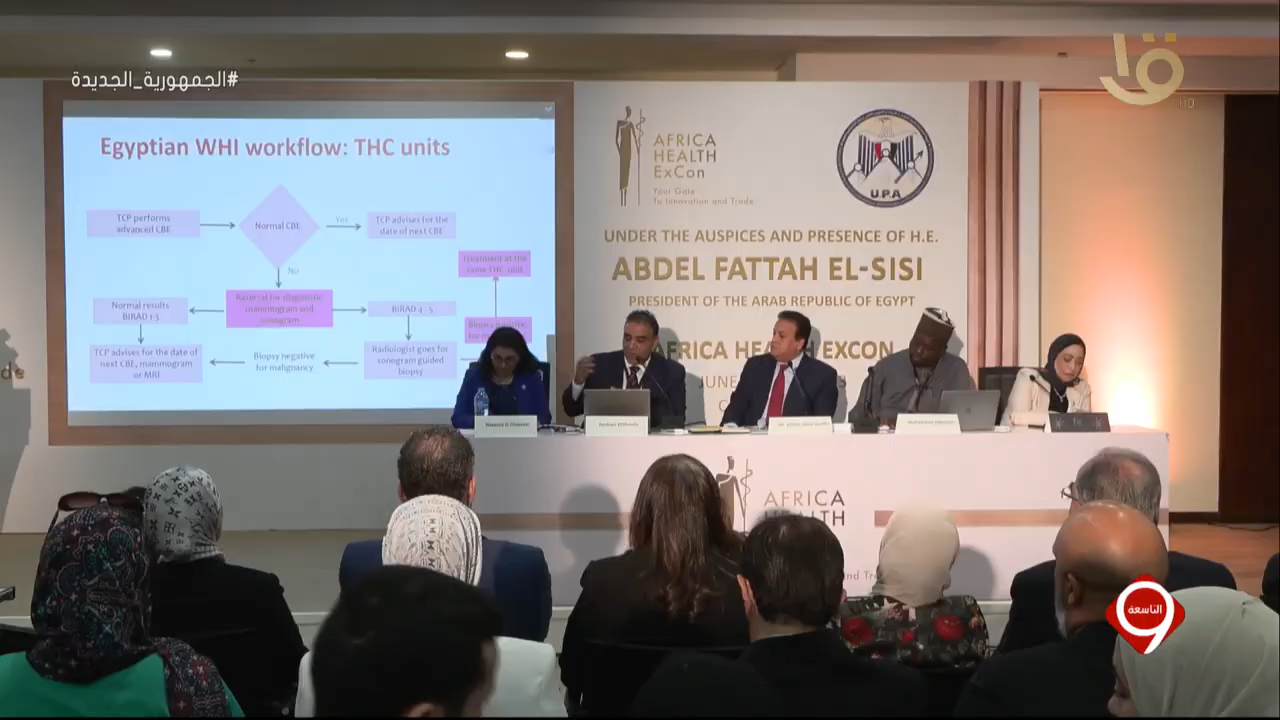 #الجمهورية_الجديدة
HD
Egyptian WHI workflow: THC units
TCP performs
advanced CBE
Normal CBE
Yes
TCP advises for the
date of next CBE
No
Treatment at the
same THC unit
Normal results
BIRAD 1-3
Referral for diagnostic
mammogram and
sonogram
BIRAD 4 - 5
TCP advises for the date of
next CBE, mammogram
or MRI
Biopsy negative
for malignancy
Radiologist goes for
sonogram guided
biopsy
AFRICA
HEALTH
ExCon
Your Gate
To Innovation and Trade
U.P.A
UNDER THE AUSPICES AND PRESENCE OF H.E.
ABDEL FATTAH EL-SISI
PRESIDENT OF THE ARAB REPUBLIC OF EGYPT
AFRICA HEALTH EXCON
JUNE
AFRICA
HEALTH
الناسعة
9